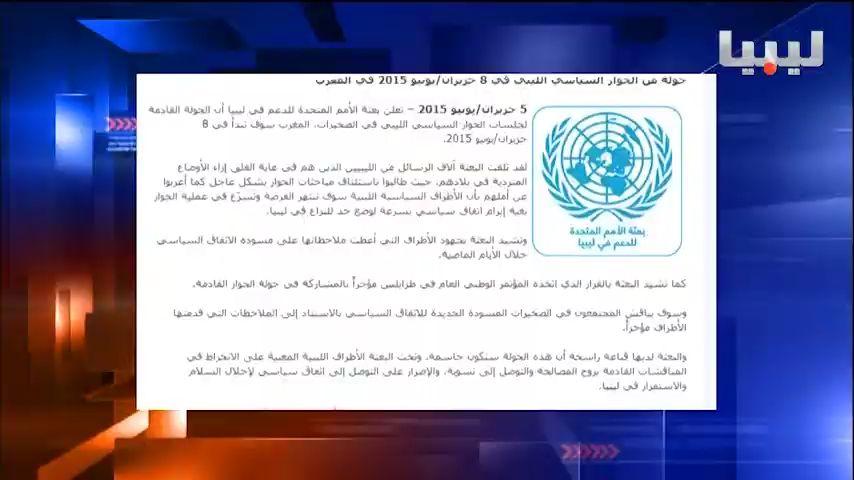 ليبيا
جولة من الحوار السياسي الليبي في 8 حزيران/يونيو 2015 في المغرب
5 حزيران/يونيو 2015 – تعلن بعثة الأمم المتحدة للدعم في ليبيا أن الجولة القادمة
لجلسات الحوار السياسي الليبي في الصخيرات، المغرب سوف تبدأ في 8
حزيران/يونيو 2015.
لقد تلقت البعثة آلاف الرسائل من الليبيين الذين هم في غاية القلق إزاء الأوضاع
المتردية في بلادهم، حيث طالبوا باستئناف مباحثات الحوار بشكل عاجل كما أعربوا
عن أملهم بأن الأطراف السياسية الليبية سوف تنتهز الفرصة وتسرّع في عملية الحوار
بغية إبرام اتفاق سياسي بسرعة لوضع حد للنزاع في ليبيا.
وتشيد البعثة بجهود الأطراف التي أعطت ملاحظاتها على مسودة الاتفاق السياسي
خلال الأيام الماضية.
بعثة الأمم المتحدة
للدعم في ليبيا
كما تشيد البعثة بالقرار الذي اتخذه المؤتمر الوطني العام في طرابلس مؤخراً بالمشاركة في جولة الحوار القادمة.
وسوف يناقش المجتمعون في الصخيرات المسودة الجديدة للاتفاق السياسي بالاستناد إلى الملاحظات التي قدمتها
الأطراف مؤخراً.
والبعثة لديها قناعة راسخة أن هذه الجولة ستكون حاسمة، وتحث البعثة الأطراف الليبية المعنية على الانخراط في
المناقشات القادمة بروح المصالحة والتوصل إلى تسوية، والإصرار على التوصل إلى اتفاق سياسي لإحلال السلام
والاستقرار في ليبيا.